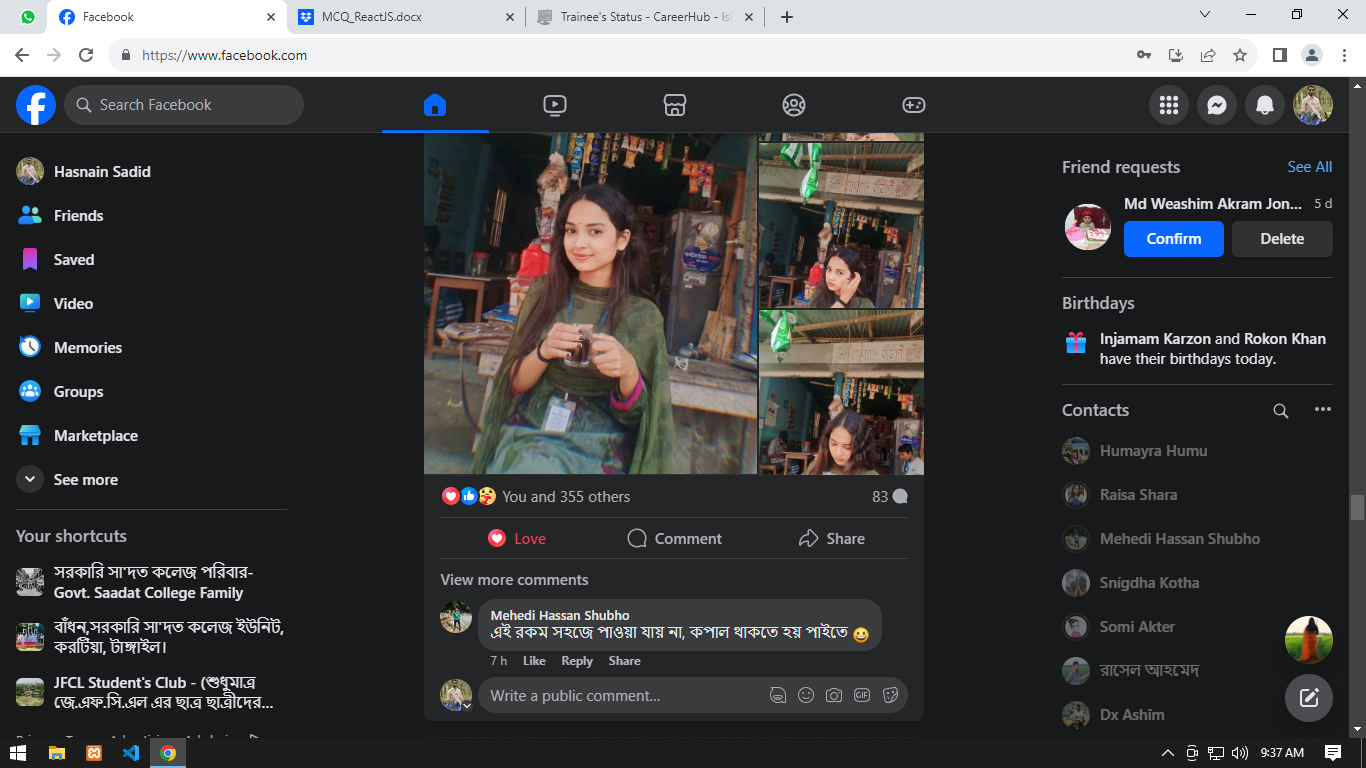 Facebook
MCQ_ReactJS.docx
Trainee's Status - CareerHub - Isl
https://www.facebook.com
Search Facebook
Hasnain Sadid
Friends
Saved
Video
Memories
Groups
Marketplace
See more
Your shortcuts
সরকারি সা'দত কলেজ পরিবার-
Govt. Saadat College Family
বাঁধন,সরকারি সা'দত কলেজ ইউনিট,
করটিয়া, টাঙ্গাইল।
JFCL Student's Club - (শুধুমাত্র
জে.এফ.সি.এল এর ছাত্র ছাত্রীদের...
You and 355 others
83
Love
Comment
Share
View more comments
Mehedi Hassan Shubho
এই রকম সহজে পাওয়া যায় না, কপাল থাকতে হয় পাইতে 😀
7 h Like Reply Share
Write a public comment...
GIF
Friend requests
See All
Md Weashim Akram Jon...
5 d
Confirm
Delete
Birthdays
Injamam Karzon and Rokon Khan
have their birthdays today.
Contacts
Humayra Humu
Raisa Shara
Mehedi Hassan Shubho
Snígdha Kotha
Somi Akter
রাসেল আহমেদ
Dx Ashim
9:37 AM